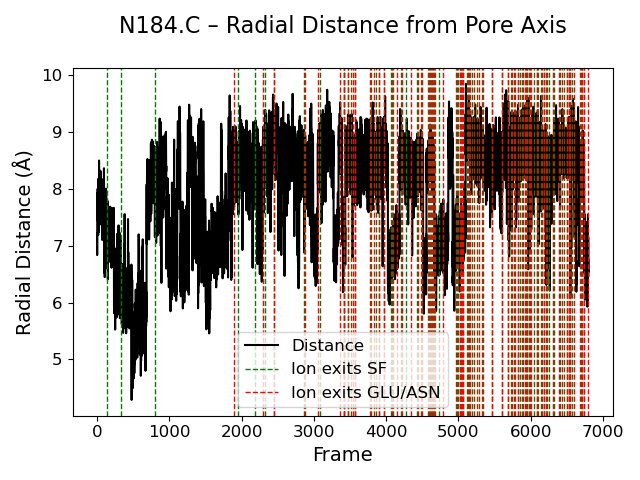 N184.C – Radial Distance from Pore Axis
10
9
8
7
6
5
Radial Distance (Å)
Distance
Ion exits SF
Ion exits GLU/ASN
0
1000
2000
3000
4000
5000
6000
7000
Frame